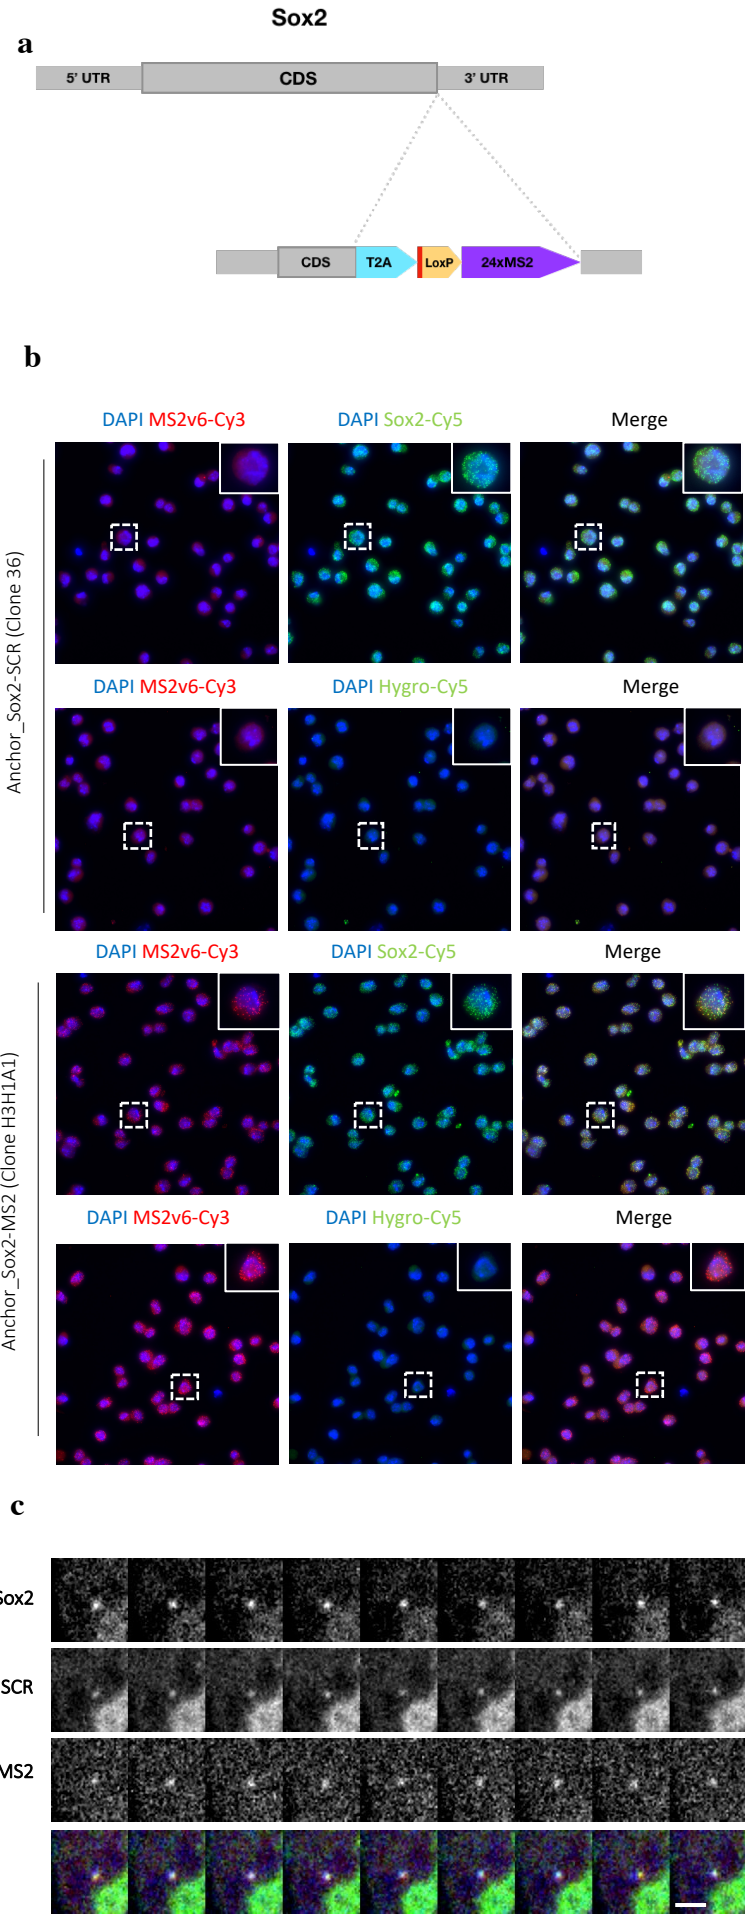 Sox2
a
5' UTR CDS 3' UTR
CDS T2A LoxP 24xMS2
b
DAPI MS2v6-Cy3 DAPI Sox2-Cy5 Merge
Anchor_Sox2-SCR (Clone 36)
DAPI MS2v6-Cy3 DAPI Hygro-Cy5 Merge
DAPI MS2v6-Cy3 DAPI Sox2-Cy5 Merge
Anchor_Sox2-MS2 (Clone H3H1A1)
DAPI MS2v6-Cy3 DAPI Hygro-Cy5 Merge
c
Sox2
SCR
MS2